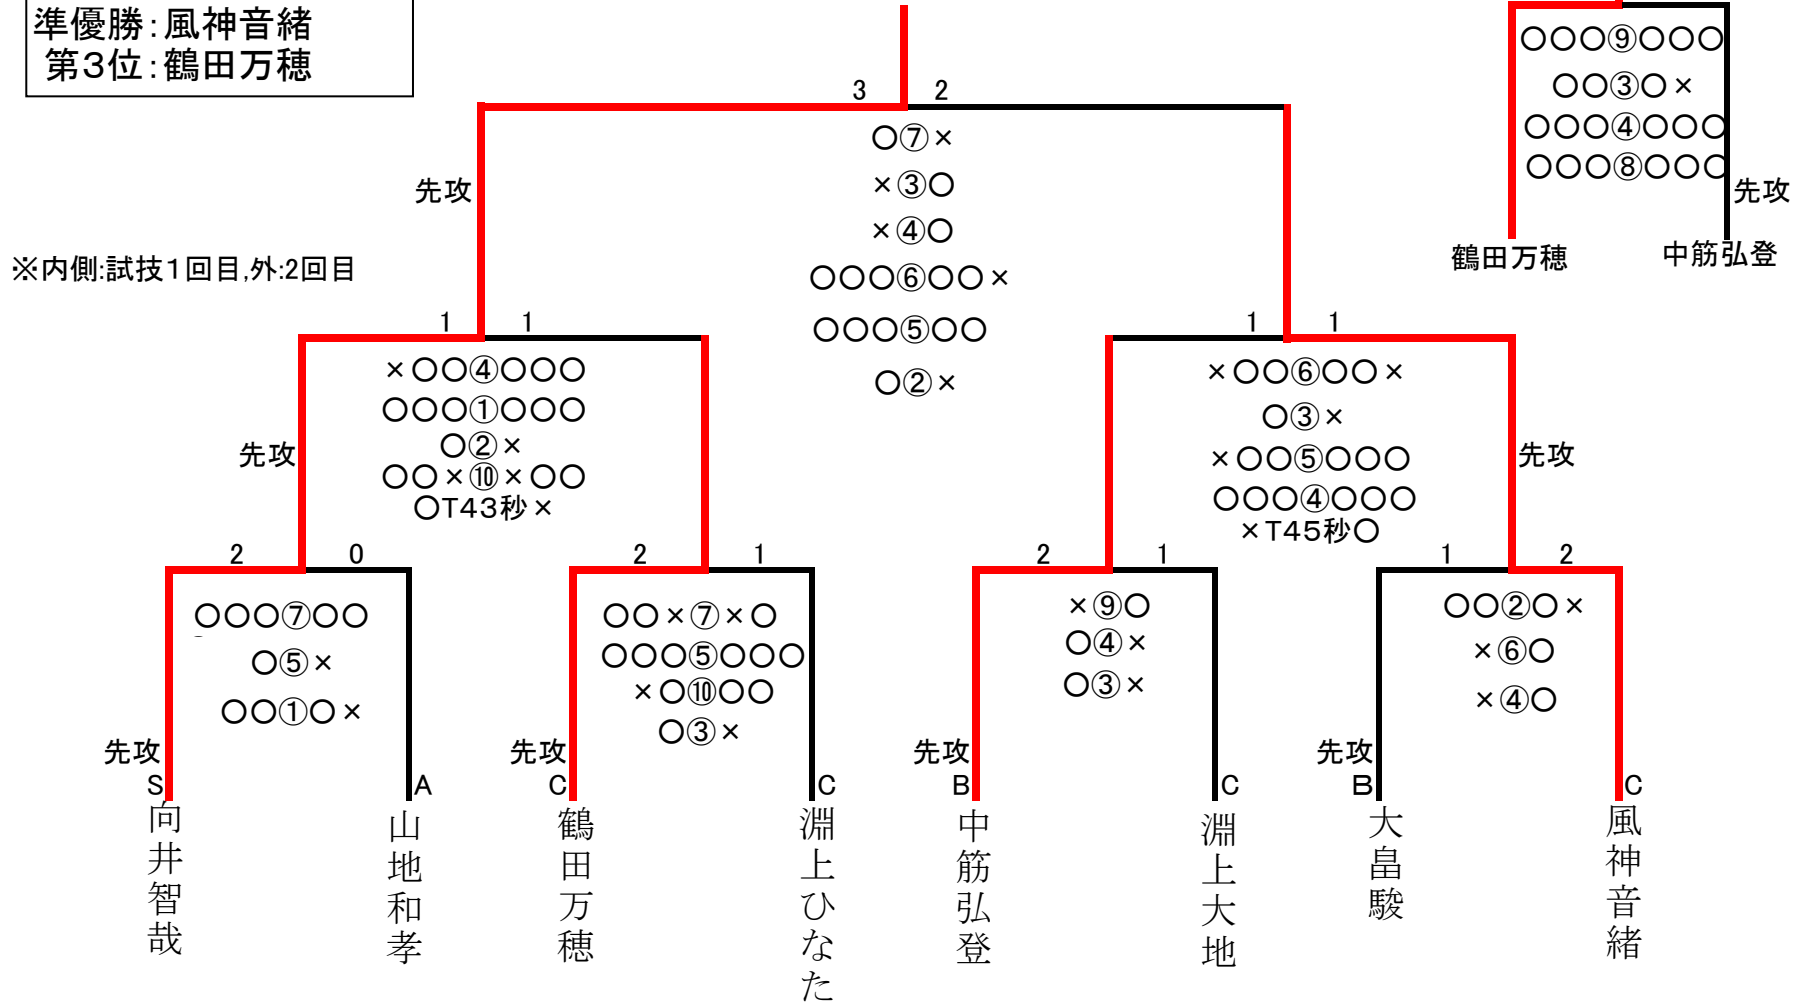 準優勝：風神音緒
第3位：鶴田万穂
3 2
○⑦×
×③○
×④○
○○○⑥○○×
○○○⑤○○
○②×
先攻
※内側:試技１回目,外:2回目
○○○⑨○○○
○○③○×
○○○④○○○
○○○⑧○○○
先攻
鶴田万穂
中筋弘登
1 1
×○○④○○○
○○○①○○○
○②×
○○×⑩×○○
○T43秒×
先攻
1 1
×○○⑥○○×
○③×
×○○⑤○○○
○○○④○○○
×T45秒○
先攻
2 0
○○○⑦○○
○⑤×
○○①○×
先攻
S
A
2 1
○○×⑦×○
○○○⑤○○○
×○⑩○○
○③×
先攻
C
C
2 1
×⑨○
○④×
○③×
先攻
B
C
1 2
○○②○×
×⑥○
×④○
先攻
B
C
向井智哉
山地和孝
鶴田万穂
淵上ひなた
中筋弘登
淵上大地
大畠駿
風神音緒